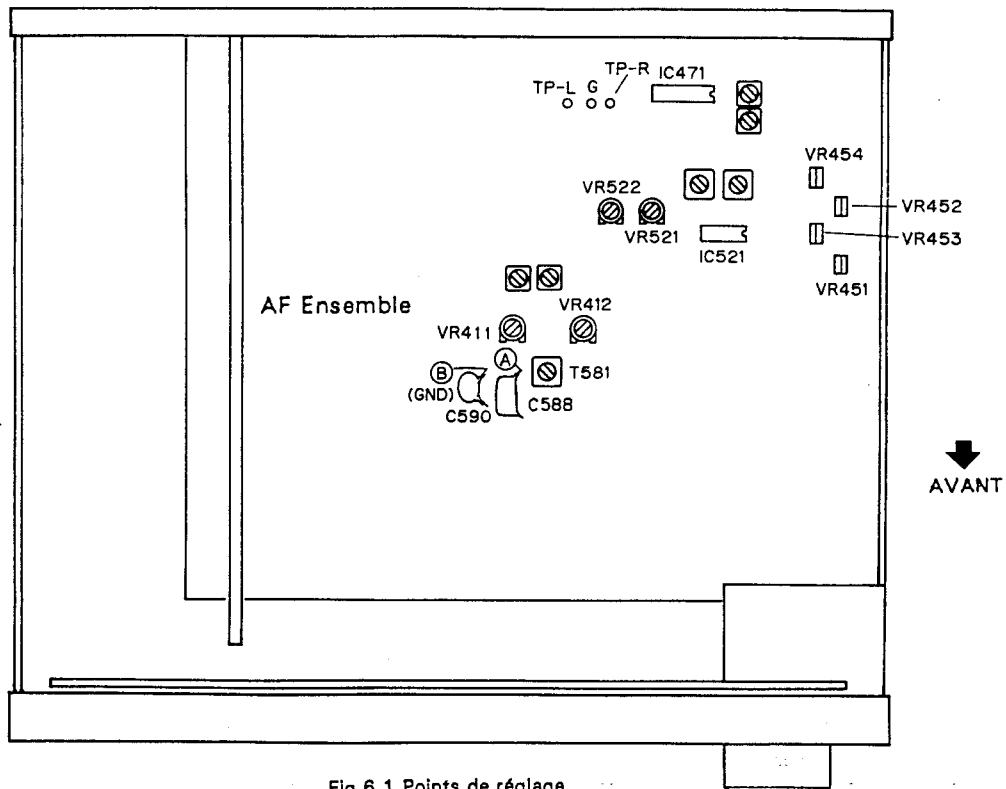 TP-R
IC471
TP-L
G
VR454
VR522
VR452
VR521
VR453
IC521
VR451
AF Ensemble
VR412
VR411
A
B
T581
(GND)
C588
C590
AVANT
Fig 6.1 Points de réglage